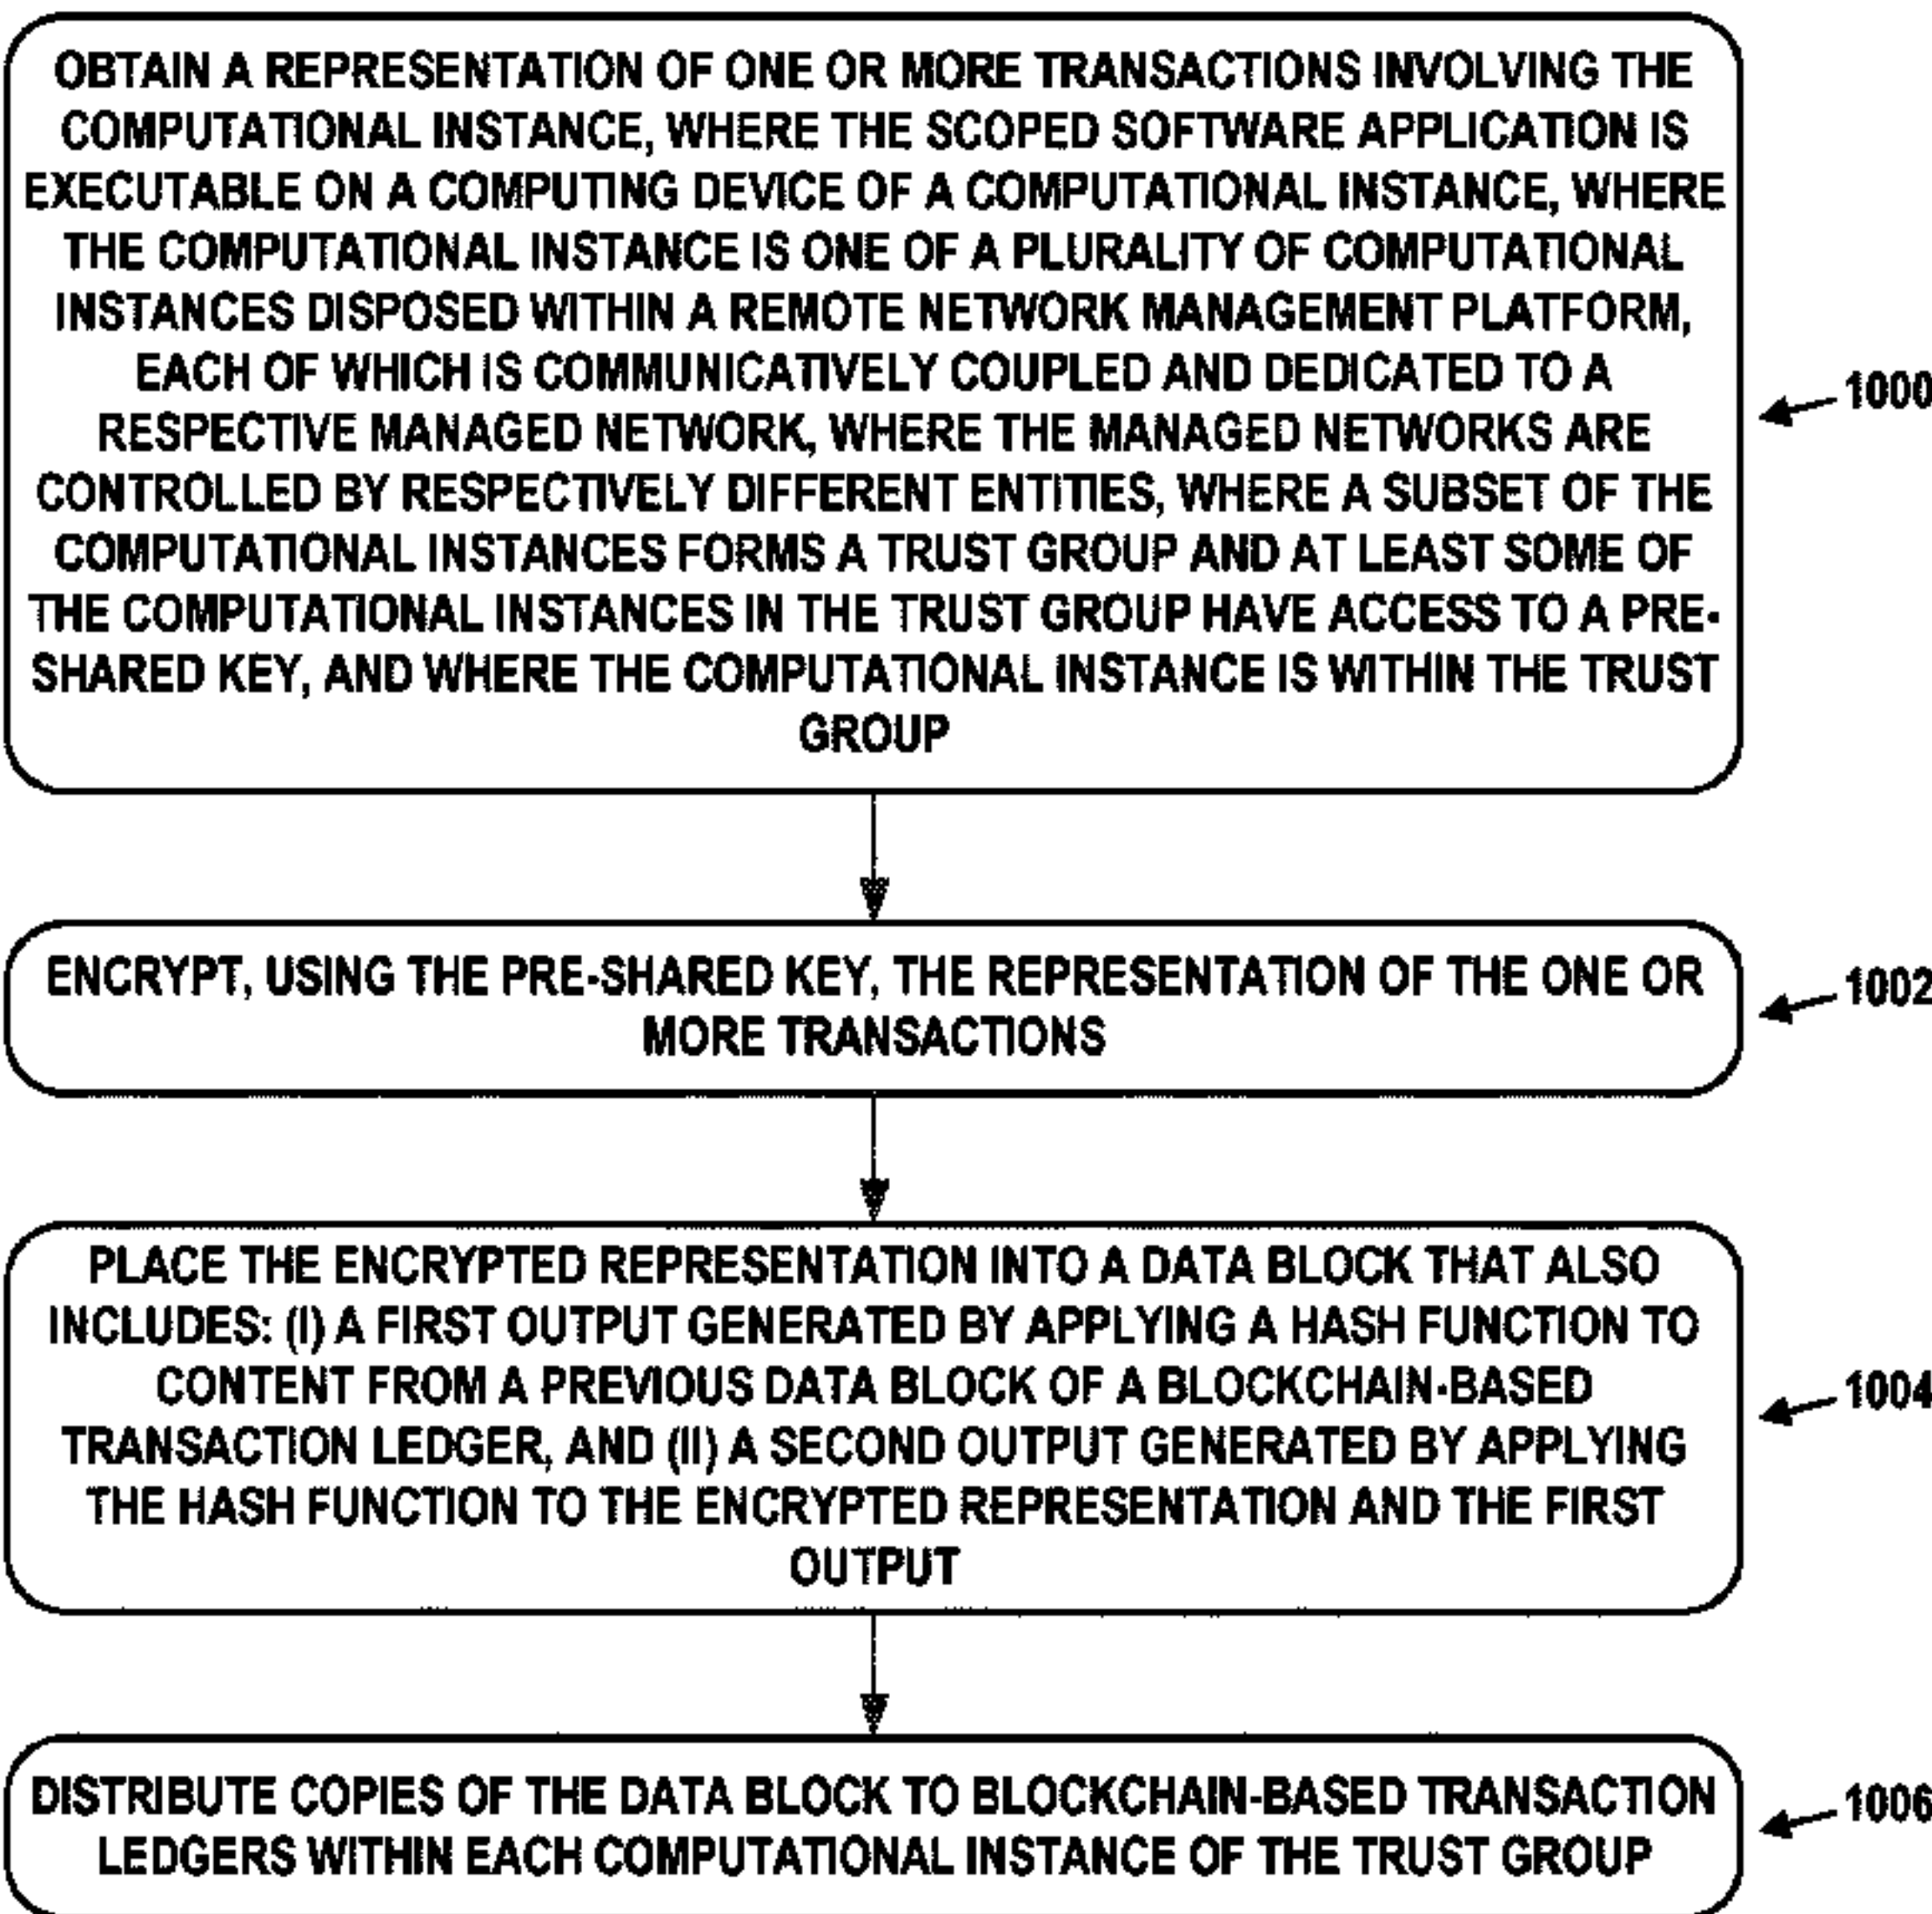 OBTAIN A REPRESENTATION OF ONE OR MORE TRANSACTIONS INVOLVING THE
COMPUTATIONAL INSTANCE, WHERE THE SCOPED SOFTWARE APPLICATION IS
EXECUTABLE ON A COMPUTING DEVICE OF A COMPUTATIONAL INSTANCE, WHERE
THE COMPUTATIONAL INSTANCE IS ONE OF A PLURALITY OF COMPUTATIONAL
INSTANCES DISPOSED WITHIN A REMOTE NETWORK MANAGEMENT PLATFORM,
EACH OF WHICH IS COMMUNICATIVELY COUPLED AND DEDICATED TO A
RESPECTIVE MANAGED NETWORK, WHERE THE MANAGED NETWORKS ARE
CONTROLLED BY RESPECTIVELY DIFFERENT ENTITIES, WHERE A SUBSET OF THE
COMPUTATIONAL INSTANCES FORMS A TRUST GROUP AND AT LEAST SOME OF
THE COMPUTATIONAL INSTANCES IN THE TRUST GROUP HAVE ACCESS TO A PRE-
SHARED KEY, AND WHERE THE COMPUTATIONAL INSTANCE IS WITHIN THE TRUST
GROUP
1000
ENCRYPT, USING THE PRE-SHARED KEY, THE REPRESENTATION OF THE ONE OR
MORE TRANSACTIONS
1002
PLACE THE ENCRYPTED REPRESENTATION INTO A DATA BLOCK THAT ALSO
INCLUDES: (I) A FIRST OUTPUT GENERATED BY APPLYING A HASH FUNCTION TO
CONTENT FROM A PREVIOUS DATA BLOCK OF A BLOCKCHAIN-BASED
TRANSACTION LEDGER, AND (II) A SECOND OUTPUT GENERATED BY APPLYING
THE HASH FUNCTION TO THE ENCRYPTED REPRESENTATION AND THE FIRST
OUTPUT
1004
DISTRIBUTE COPIES OF THE DATA BLOCK TO BLOCKCHAIN-BASED TRANSACTION
LEDGERS WITHIN EACH COMPUTATIONAL INSTANCE OF THE TRUST GROUP
1006